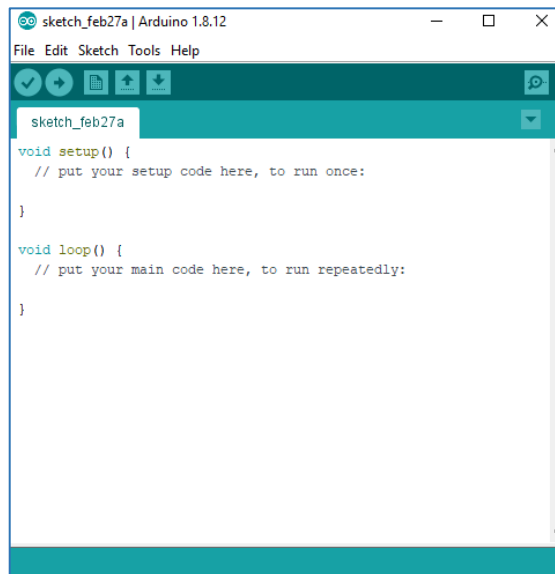 sketch_feb27a | Arduino 1.8.12
File Edit Sketch Tools Help
sketch_feb27a
void setup() {
  // put your setup code here, to run once:
}
void loop() {
  // put your main code here, to run repeatedly:
}